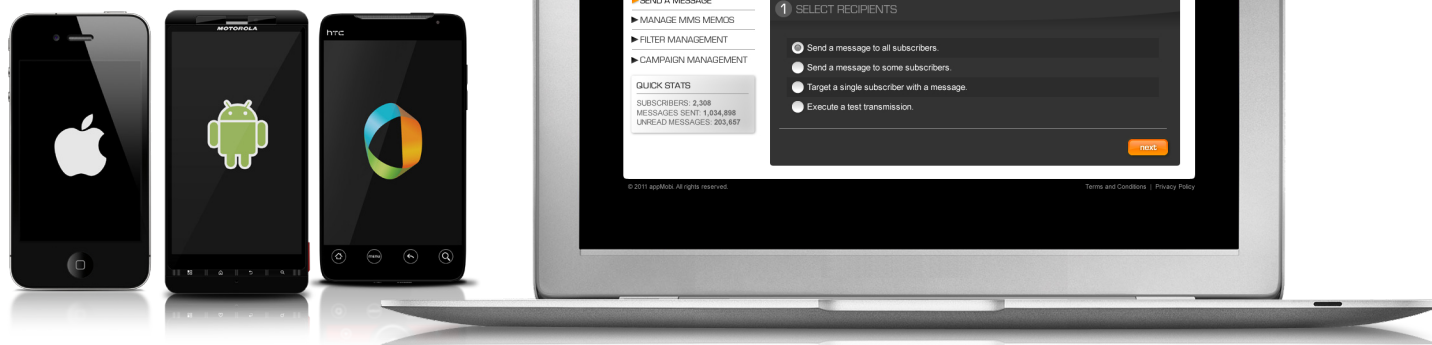 MOTOROLA
hTC
menu
SEND A MESSAGE
MANAGE MMS MEMOS
FILTER MANAGEMENT
CAMPAIGN MANAGEMENT
QUICK STATS
SUBSCRIBERS: 2,308
MESSAGES SENT: 1,034,898
UNREAD MESSAGES: 203,657
1 SELECT RECIPIENTS
Send a message to all subscribers.
Send a message to some subscribers.
Target a single subscriber with a message.
Execute a test transmission.
next
© 2011 appMobi. All rights reserved.
Terms and Conditions | Privacy Policy